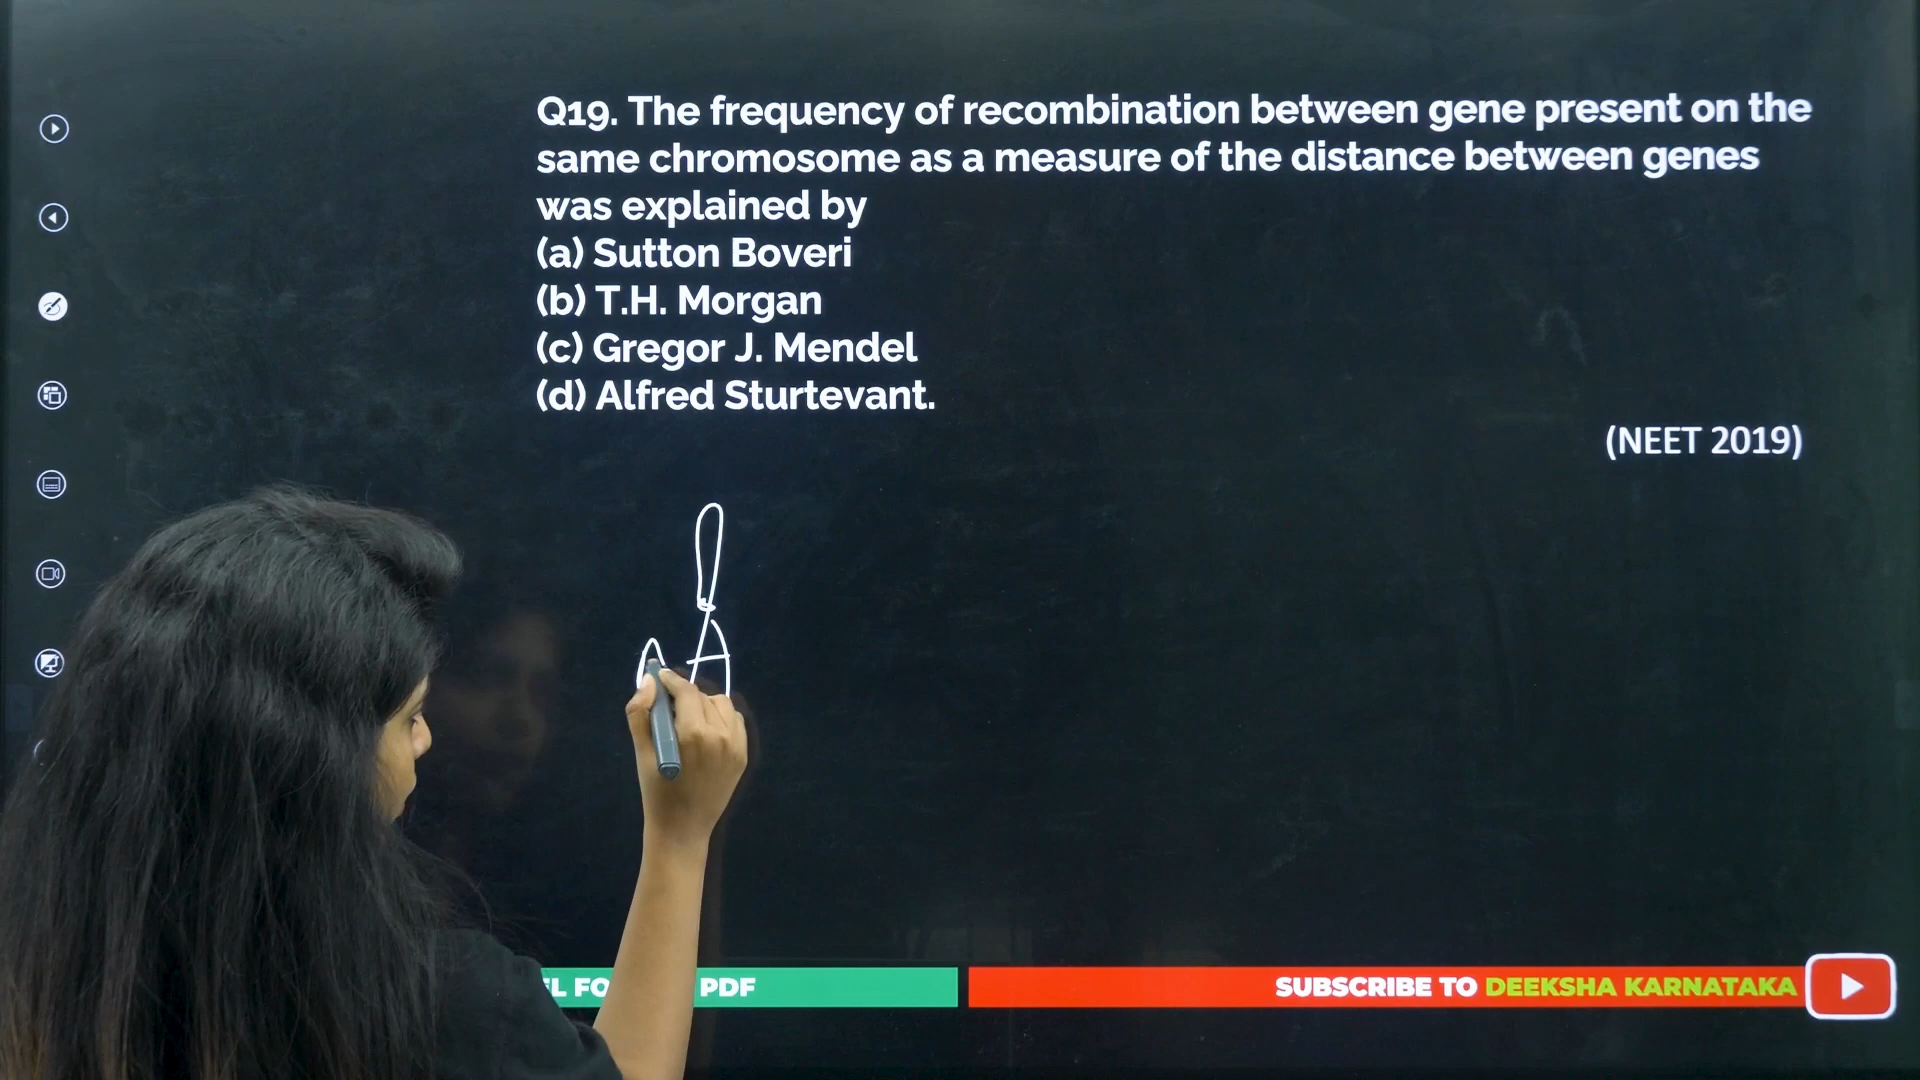 Q19. The frequency of recombination between gene present on the
same chromosome as a measure of the distance between genes
was explained by
(a) Sutton Boveri
(b) T.H. Morgan
(c) Gregor J. Mendel
(d) Alfred Sturtevant.
(NEET 2019)
PDF
SUBSCRIBE TO DEEKSHA KARNATAKA